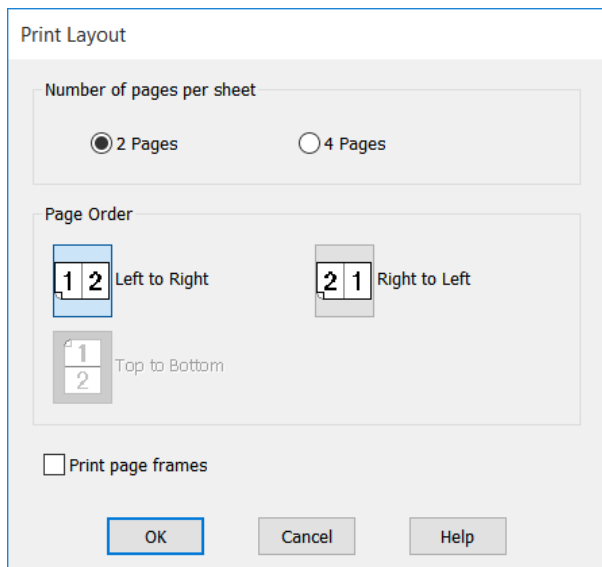 Print Layout
Number of pages per sheet
2 Pages 4 Pages
Page Order
1 2 Left to Right 2 1 Right to Left
1
2 Top to Bottom
Print page frames
OK Cancel Help